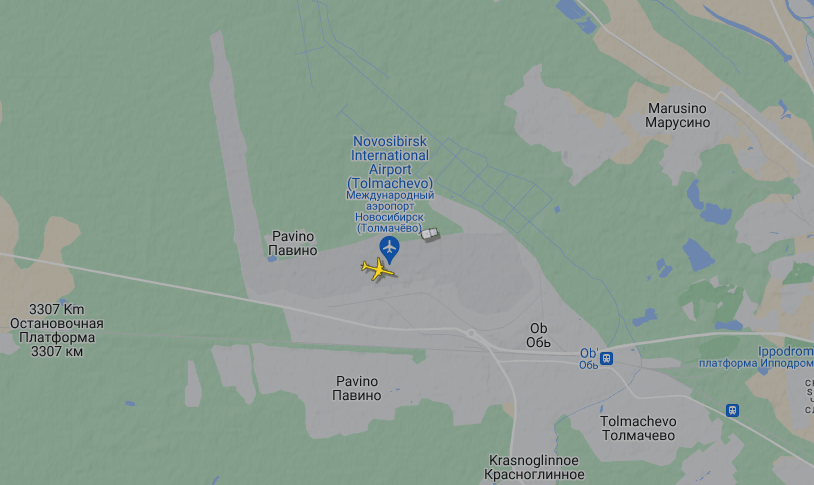 Marusino
Марусино
Novosibirsk
International
Airport
(Tolmachevo)
Международный
аэропорт
Новосибирск
(Толмачёво)
Pavino
Павино
3307 Km
Остановочная
Платформа
3307 км
Ob
Обь
Ob'
Обь
Ippodrom
платформа Ипподром
Pavino
Павино
Tolmachevo
Толмачево
Krasnoglinnoe
Красноглинное